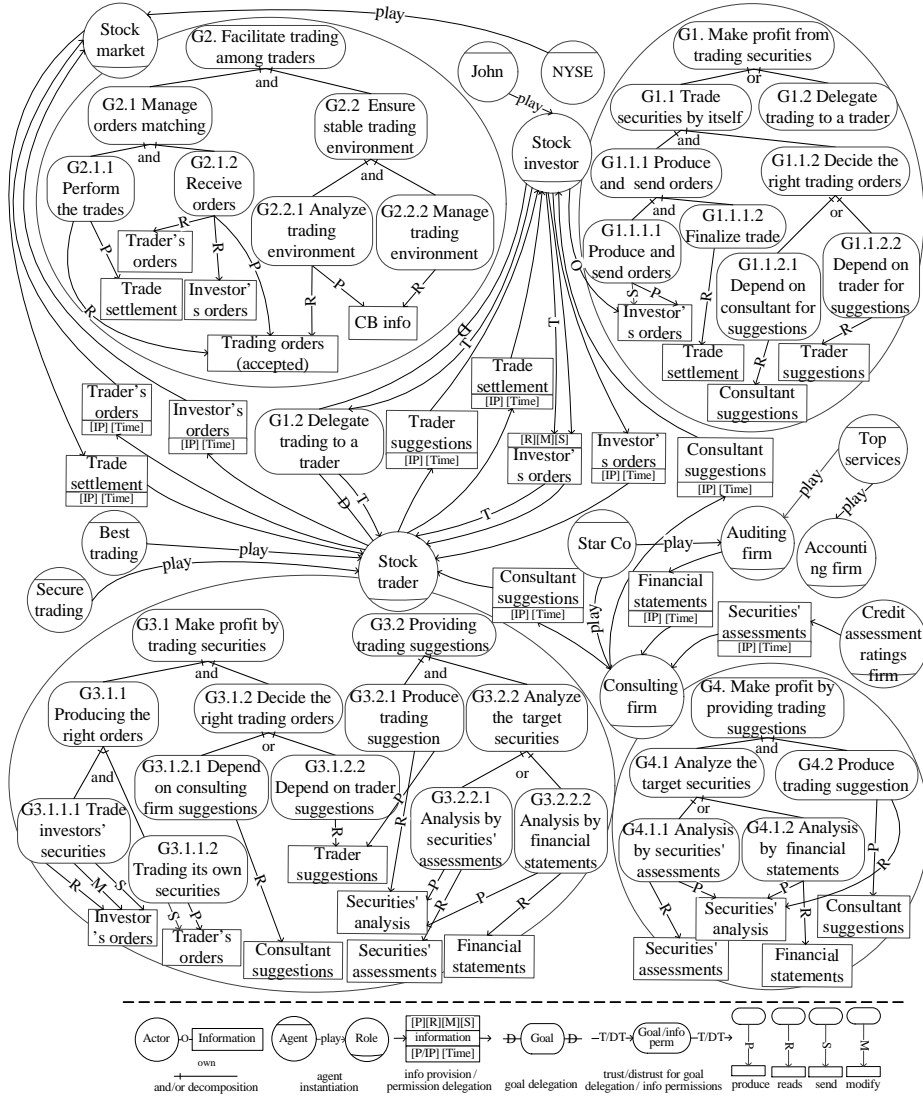 play
Stock
market
G2. Facilitate trading
among traders
and
G2.1 Manage
orders matching
G2.2 Ensure
stable trading
environment
and
and
G2.1.1
Perform
the trades
G2.1.2
Receive
orders
G2.2.1 Analyze
trading
environment
G2.2.2 Manage
trading
environment
R
P
R
R
P
R
P
R
Trader's
orders
Trade
settlement
Investor'
s orders
CB info
Trading orders
(accepted)
John
NYSE
play
Stock
investor
G1. Make profit from
trading securities
or
G1.1 Trade
securities by itself
G1.2 Delegate
trading to a trader
and
G1.1.1 Produce
and send orders
G1.1.2 Decide the
right trading orders
and
or
G1.1.1.1
Produce and
send orders
G1.1.1.2
Finalize trade
G1.1.2.1
Depend on
consultant for
suggestions
G1.1.2.2
Depend on
trader for
suggestions
O
S
P
R
R
R
Investor'
s orders
Trade
settlement
Trader
suggestions
Consultant
suggestions
D
T
T
Trader's
orders
[IP] [Time]
Investor's
orders
[IP] [Time]
Trade
settlement
[IP] [Time]
G1.2 Delegate
trading to a
trader
D
T
Trader
suggestions
[IP] [Time]
Trade
settlement
[IP] [Time]
[R][M][S]
Investor's
orders
T
Investor'
s orders
[IP] [Time]
Consultant
suggestions
[IP] [Time]
Top
services
play
play
Best
trading
play
Secure
trading
play
Stock
trader
Star Co
play
play
Auditing
firm
Accounti
ng firm
Consultant
suggestions
[IP] [Time]
Financial
statements
[IP] [Time]
Securities'
assessments
[IP] [Time]
Credit
assessment
ratings
firm
Consulting
firm
G3.1 Make profit by
trading securities
G3.2 Providing
trading suggestions
and
and
G3.1.1
Producing the
right orders
G3.1.2 Decide the
right trading orders
G3.2.1 Produce
trading
suggestion
G3.2.2 Analyze
the target
securities
and
or
or
G3.1.2.1 Depend
on consulting
firm suggestions
G3.1.2.2
Depend on trader
suggestions
G3.1.1.1 Trade
investors'
securities
G3.1.1.2
Trading its own
securities
G3.2.2.1
Analysis by
securities'
assessments
G3.2.2.2
Analysis by
financial
statements
R
M
S
S
P
R
R
P
R
P
R
P
R
Investor'
s orders
Trader's
orders
Consultant
suggestions
Trader
suggestions
Securities'
analysis
Securities'
assessments
Financial
statements
G4. Make profit by
providing trading
suggestions
and
G4.1 Analyze the
target securities
G4.2 Produce
trading suggestion
or
G4.1.1 Analysis
by securities'
assessments
G4.1.2 Analysis
by financial
statements
P
P
R
R
P
R
Securities'
analysis
Consultant
suggestions
Securities'
assessments
Financial
statements
Actor
O
Information
own
and/or decomposition
Agent
play
Role
agent
instantiation
[P][R][M][S]
information
[P/IP] [Time]
info provision/
permission delegation
D
Goal
D
goal delegation
T/DT
Goal/info
perm
T/DT
trust/distrust for goal
delegation / info permissions
P
R
S
M
produce
reads
send
modify